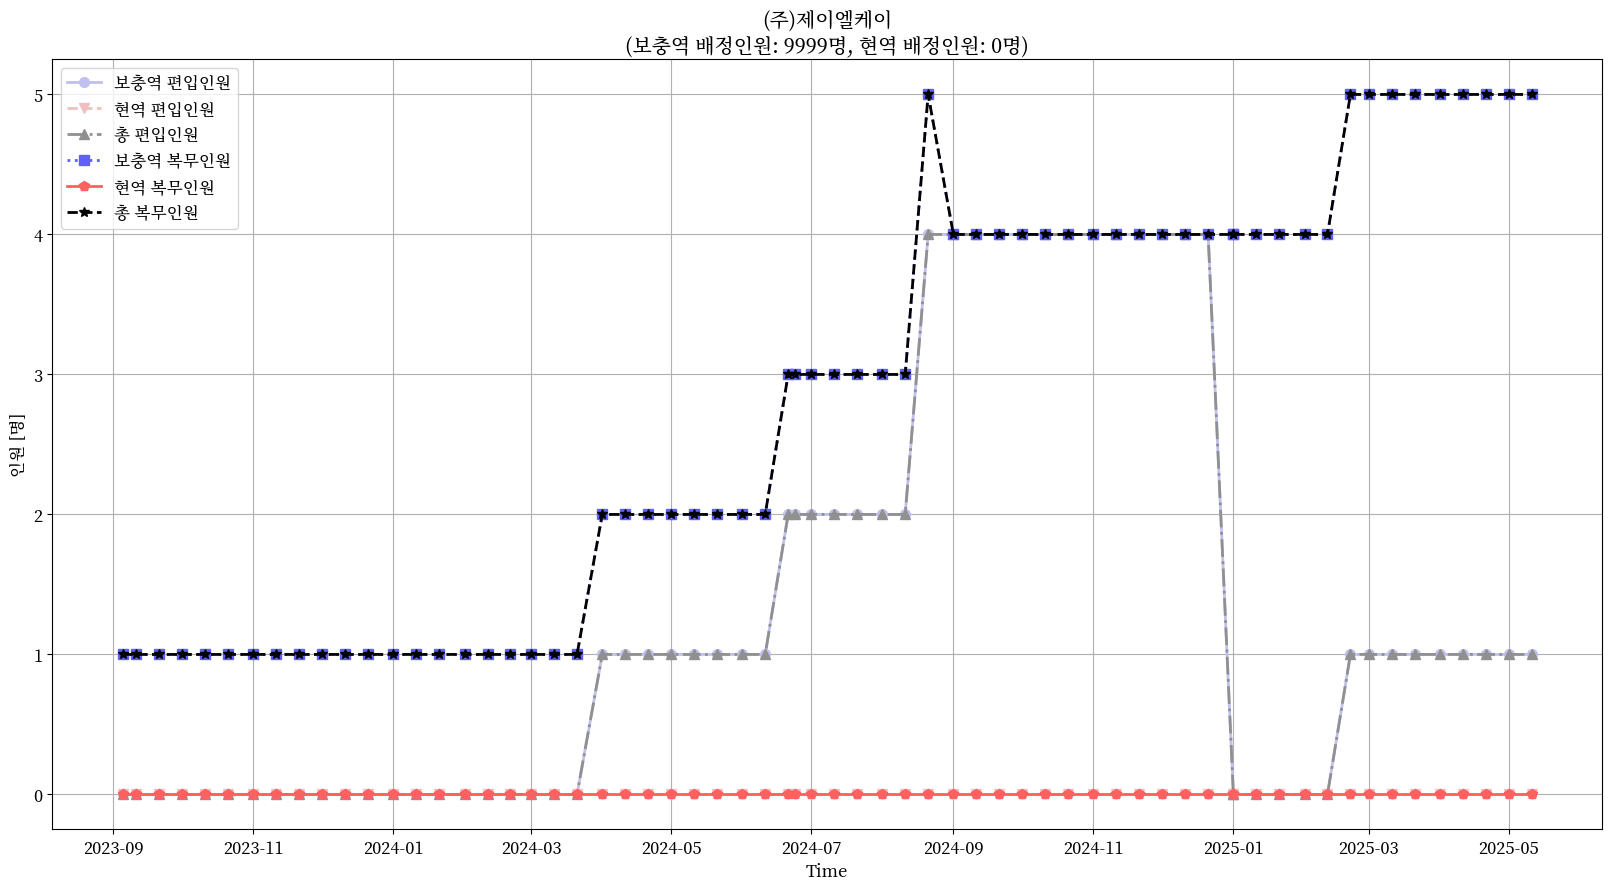 (주)제이엘케이
(보충역 배정인원: 9999명, 현역 배정인원: 0명)
보충역 편입인원
현역 편입인원
총 편입인원
보충역 복무인원
현역 복무인원
총 복무인원
5
4
3
2
1
0
인원 [명]
2023-09 2023-11 2024-01 2024-03 2024-05 2024-07 2024-09 2024-11 2025-01 2025-03 2025-05
Time